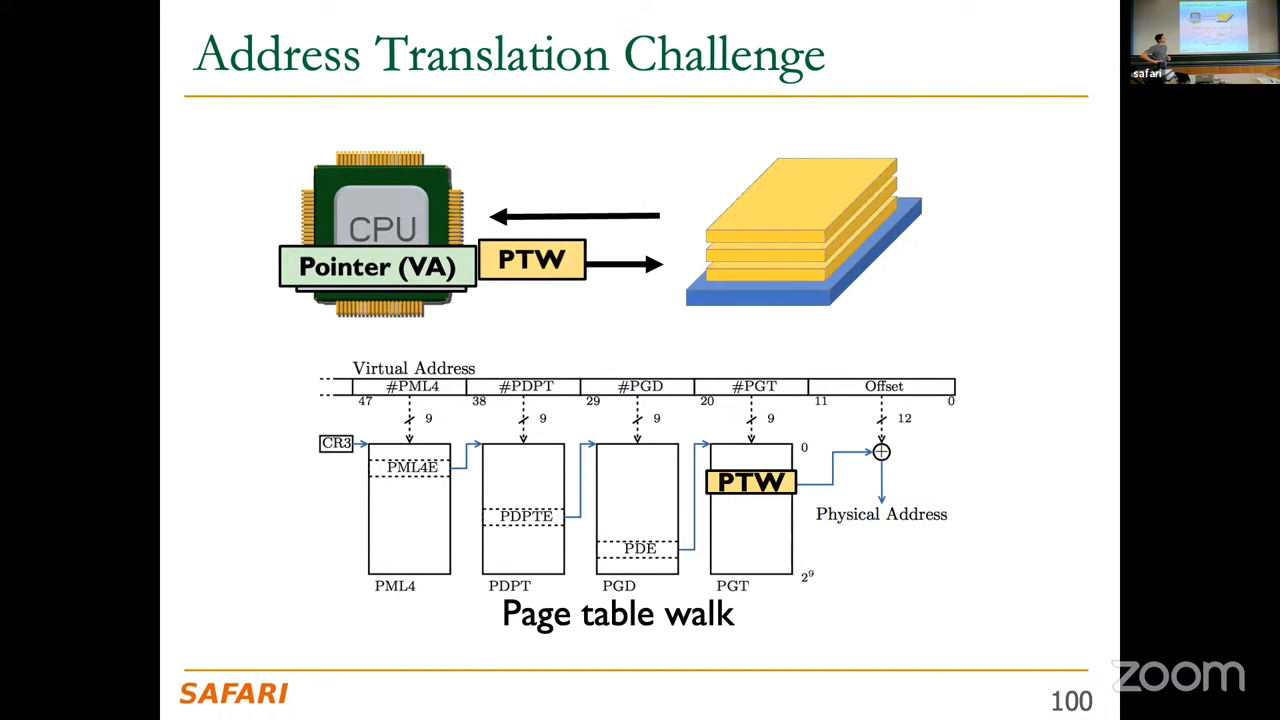 Address Translation Challenge
safari
CPU
Pointer (VA)
PTW
Virtual Address
#PML4
#PDPT
#PGD
#PGT
Offset
47
38
29
20
11
0
9
9
9
9
12
CR3
0
PML4E
PTW
PDPTE
Physical Address
PDE
2⁹
PML4
PDPT
PGD
PGT
Page table walk
SAFARI
100
zoom